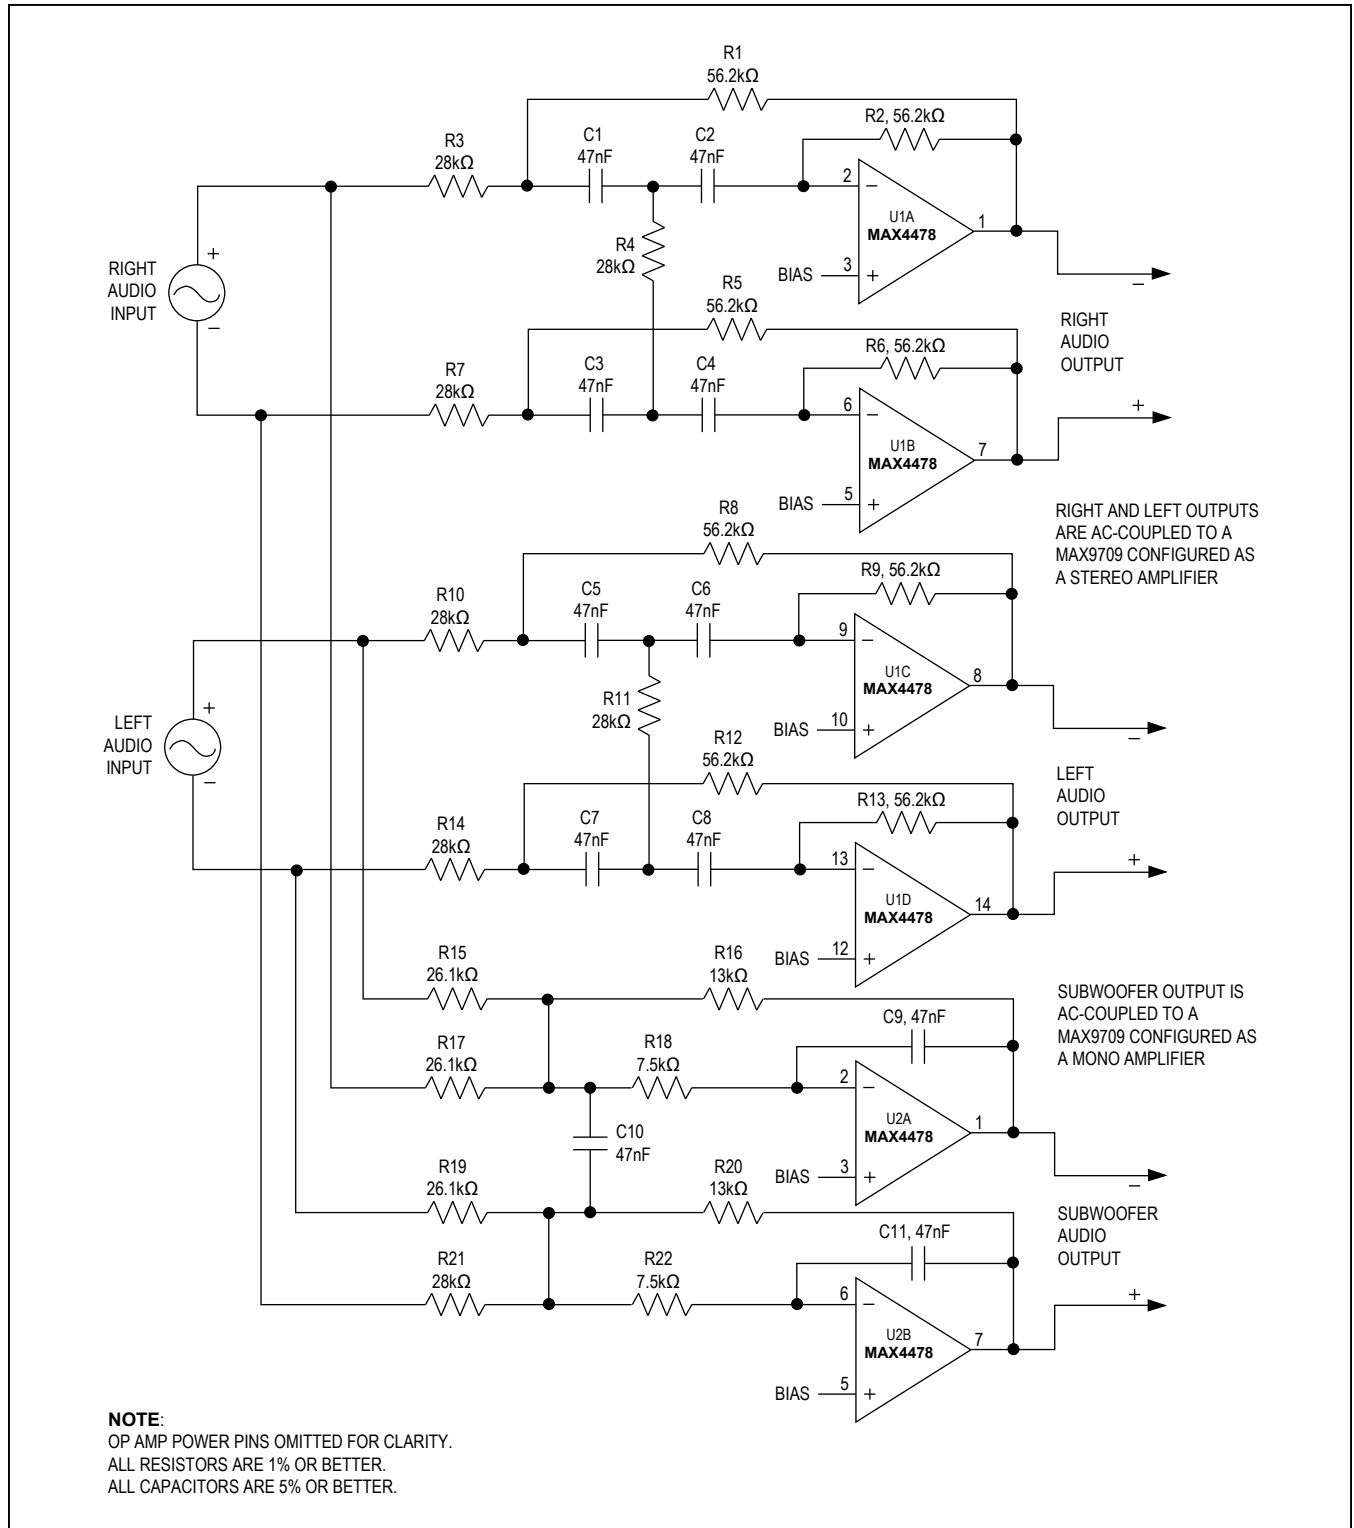 R1
56.2kΩ
R2, 56.2kΩ
R3
28kΩ
C1
47nF
C2
47nF
2
−
U1A
MAX4478
1
R4
28kΩ
BIAS
3
+
−
+
RIGHT
AUDIO
INPUT
−
R5
56.2kΩ
RIGHT
AUDIO
OUTPUT
R6, 56.2kΩ
R7
28kΩ
C3
47nF
C4
47nF
6
−
U1B
MAX4478
7
+
BIAS
5
+
RIGHT AND LEFT OUTPUTS
ARE AC-COUPLED TO A
MAX9709 CONFIGURED AS
A STEREO AMPLIFIER
R8
56.2kΩ
R9, 56.2kΩ
R10
28kΩ
C5
47nF
C6
47nF
9
−
U1C
MAX4478
8
R11
28kΩ
BIAS
10
+
−
+
LEFT
AUDIO
INPUT
−
R12
56.2kΩ
LEFT
AUDIO
OUTPUT
R13, 56.2kΩ
R14
28kΩ
C7
47nF
C8
47nF
13
−
U1D
MAX4478
14
+
BIAS
12
+
R15
26.1kΩ
R16
13kΩ
SUBWOOFER OUTPUT IS
AC-COUPLED TO A
MAX9709 CONFIGURED AS
A MONO AMPLIFIER
C9, 47nF
R17
26.1kΩ
R18
7.5kΩ
2
−
U2A
MAX4478
1
C10
47nF
BIAS
3
+
−
R19
26.1kΩ
R20
13kΩ
SUBWOOFER
AUDIO
OUTPUT
C11, 47nF
R21
28kΩ
R22
7.5kΩ
6
−
U2B
MAX4478
7
+
BIAS
5
+
NOTE:
OP AMP POWER PINS OMITTED FOR CLARITY.
ALL RESISTORS ARE 1% OR BETTER.
ALL CAPACITORS ARE 5% OR BETTER.